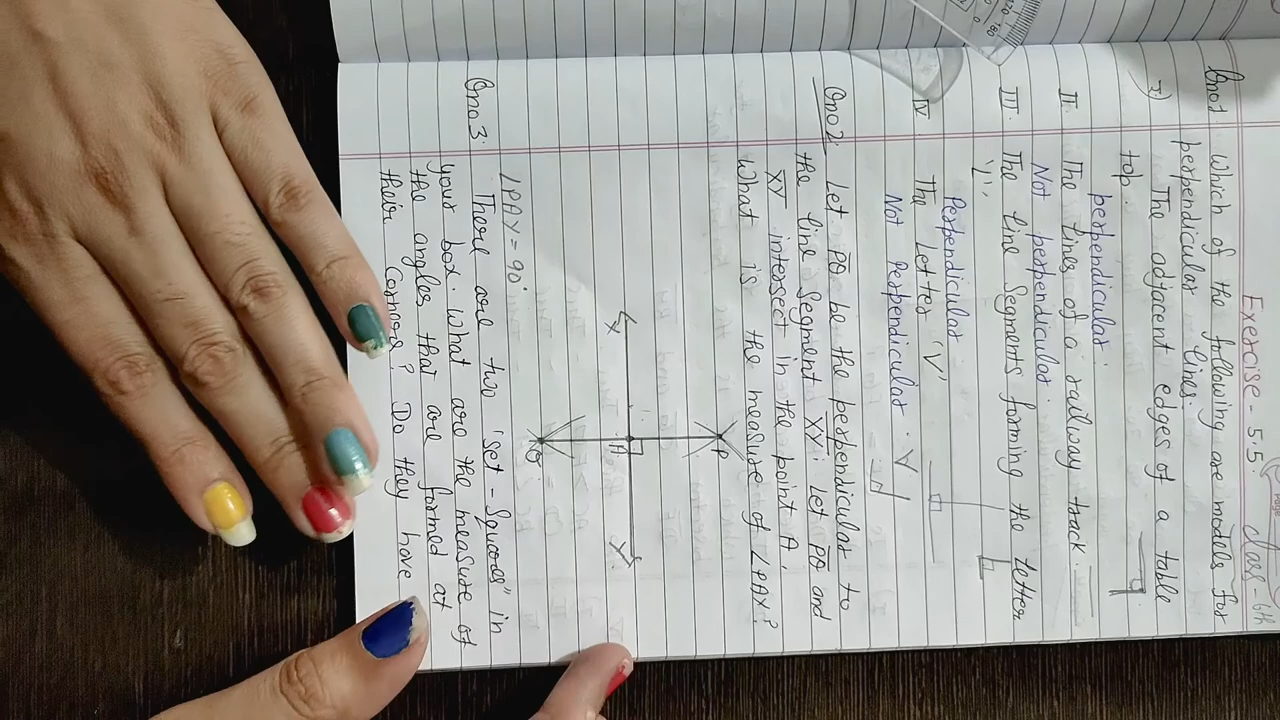 Exercise - 5.5. Class - 6th
Qno1 Which of the following are models for
perpendicular lines.
I) The adjacent edges of a table
top.
perpendicular.
II. The lines of a railway track.
Not perpendicular.
III. The line Segments forming the letter
'L'.
Perpendicular.
IV. The Letter 'V'
Not Perpendicular. V
Qno2. Let PQ be the perpendicular to
the line Segment XY. Let PQ and
XY intersect in the point A.
What is the measure of ∠PAY?
P
X A Y
Q
∠PAY = 90°
Qno 3. There are two "Set - Squares" in
your box. what are the measure of
the angles that are formed at
their Corners? Do they have